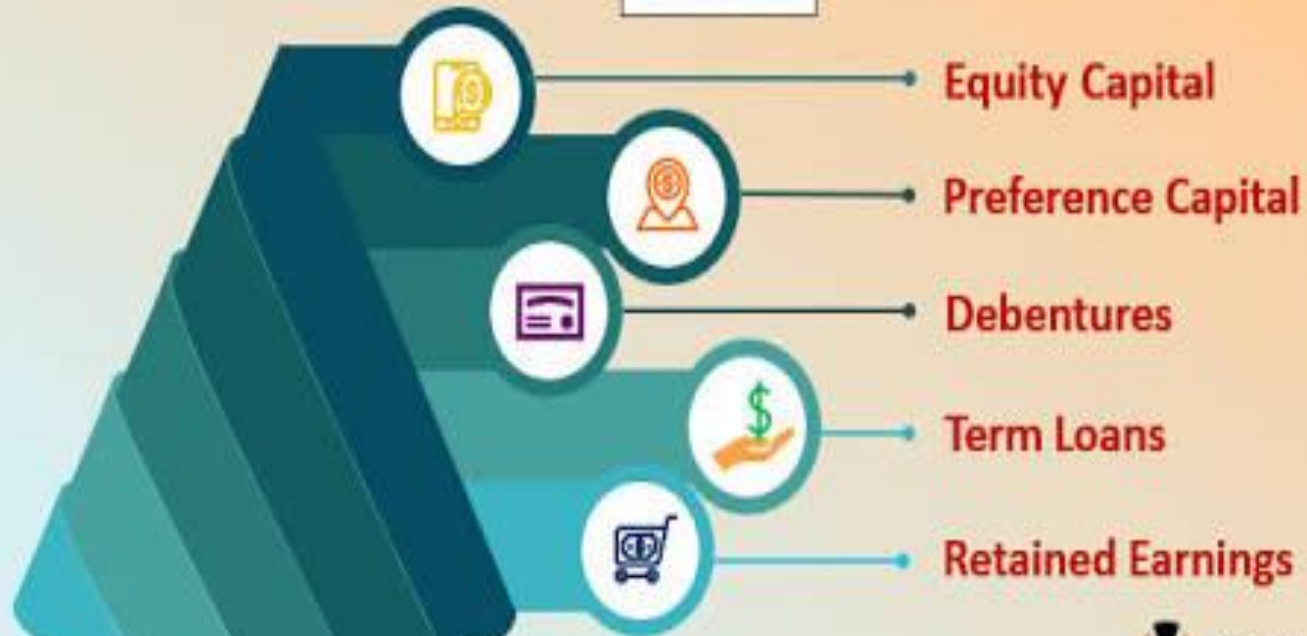 Equity Capital
Preference Capital
Debentures
Term Loans
Retained Earnings